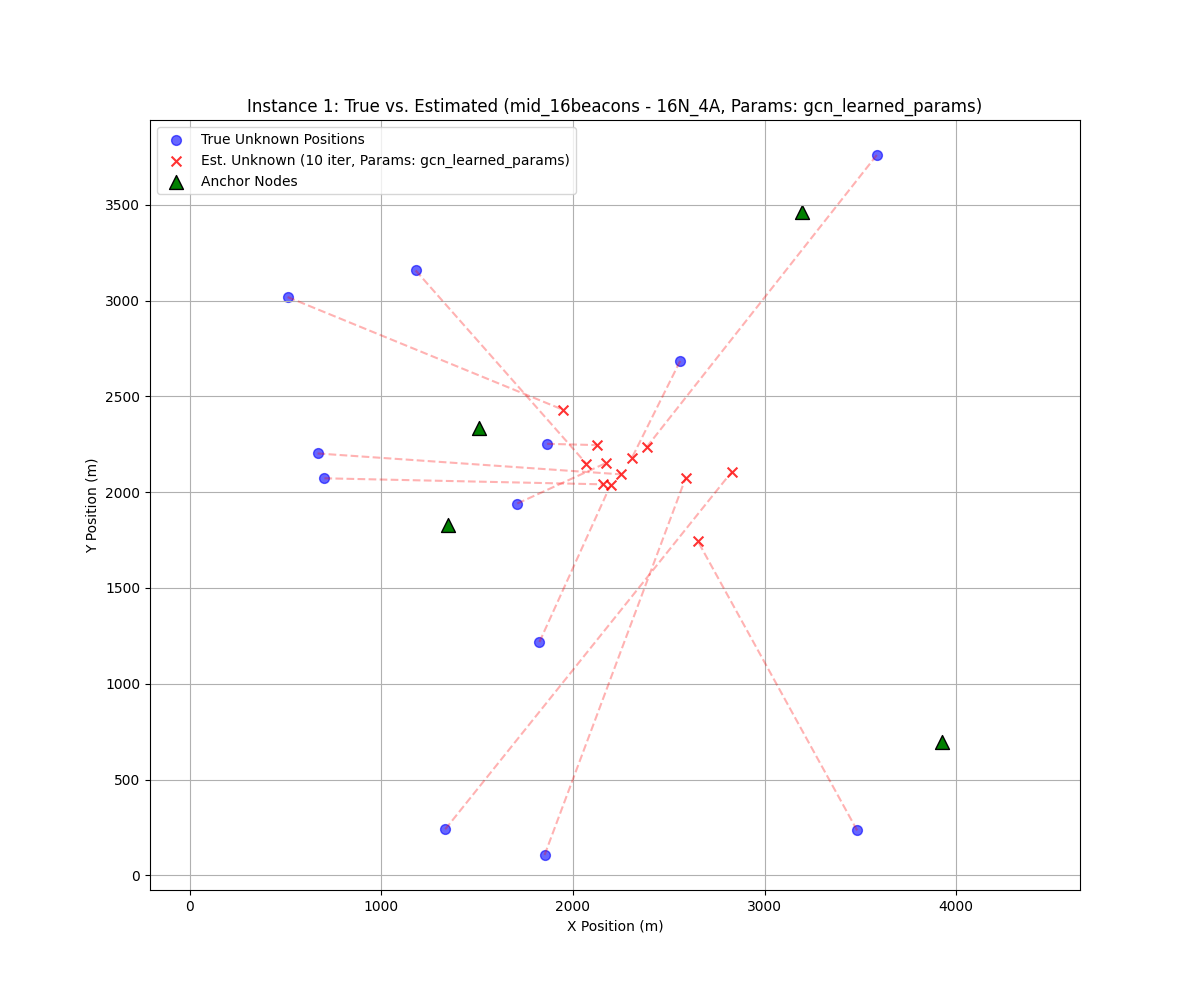 Instance 1: True vs. Estimated (mid_16beacons - 16N_4A, Params: gcn_learned_params)
True Unknown Positions
Est. Unknown (10 iter, Params: gcn_learned_params)
Anchor Nodes
3500
3000
2500
2000
1500
1000
500
0
Y Position (m)
0 1000 2000 3000 4000
X Position (m)